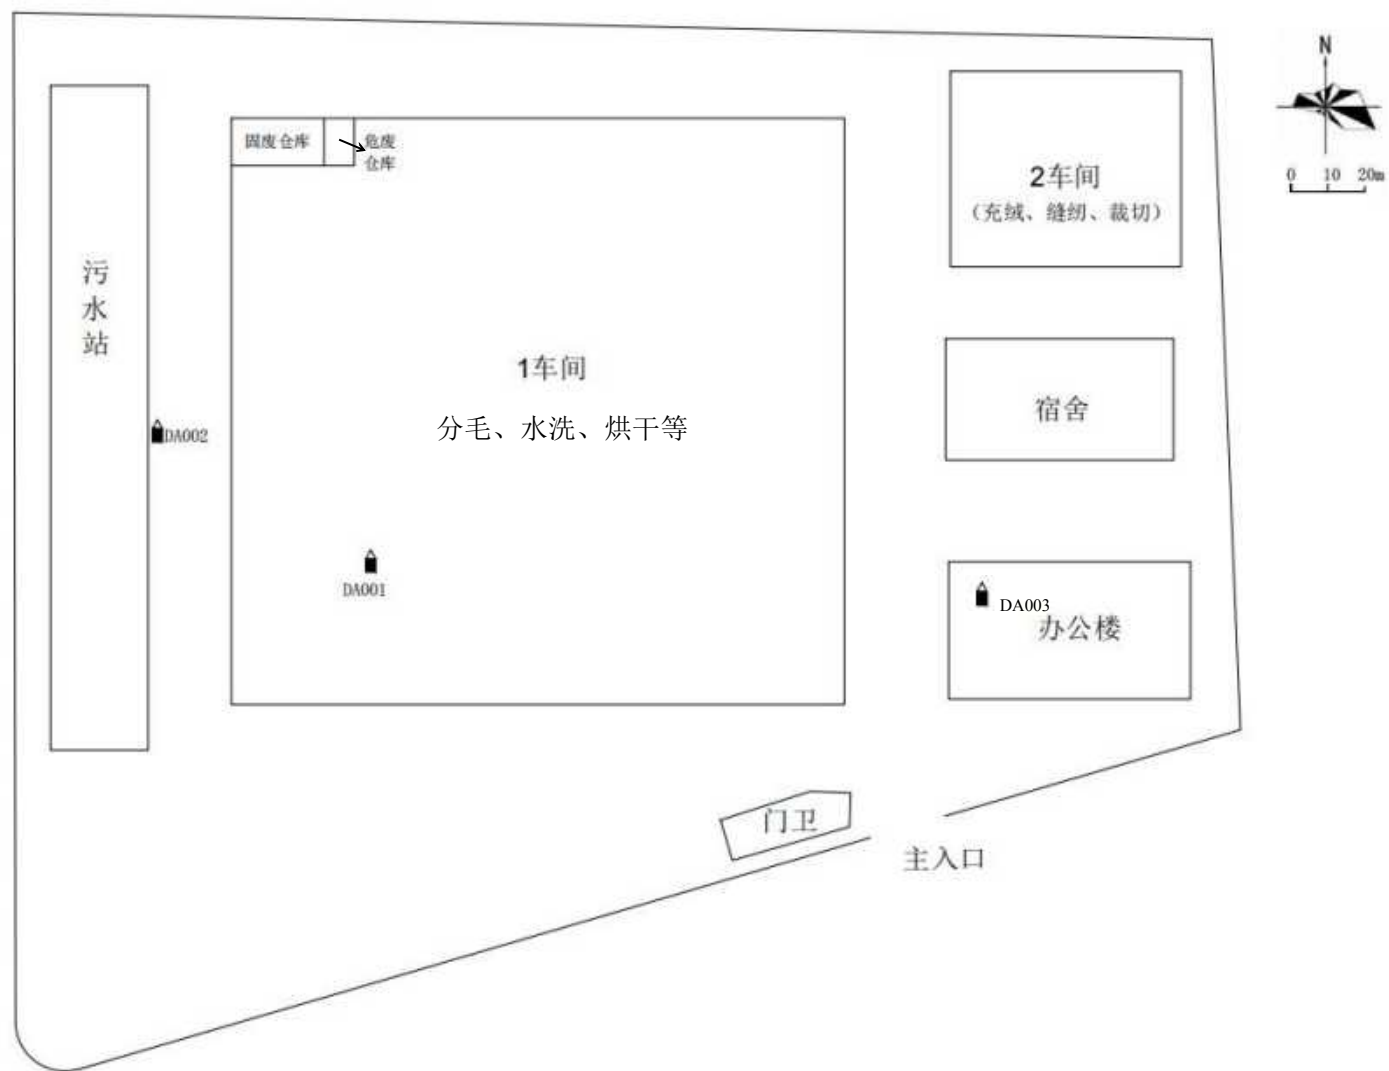 N
0 10 20m
固废仓库
危废
仓库
2车间
（充绒、缝纫、裁切）
污
水
站
1车间
分毛、水洗、烘干等
宿舍
DA002
DA001
DA003
办公楼
门卫
主入口